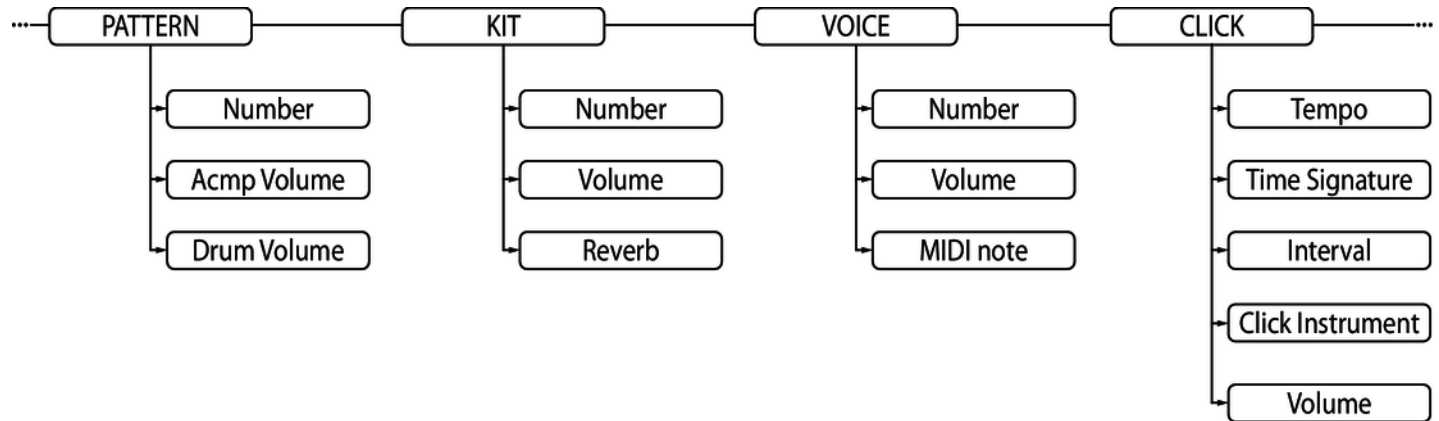 ... PATTERN KIT VOICE CLICK ...
Number Number Number Tempo
Acmp Volume Volume Volume Time Signature
Drum Volume Reverb MIDI note Interval
Click Instrument
Volume